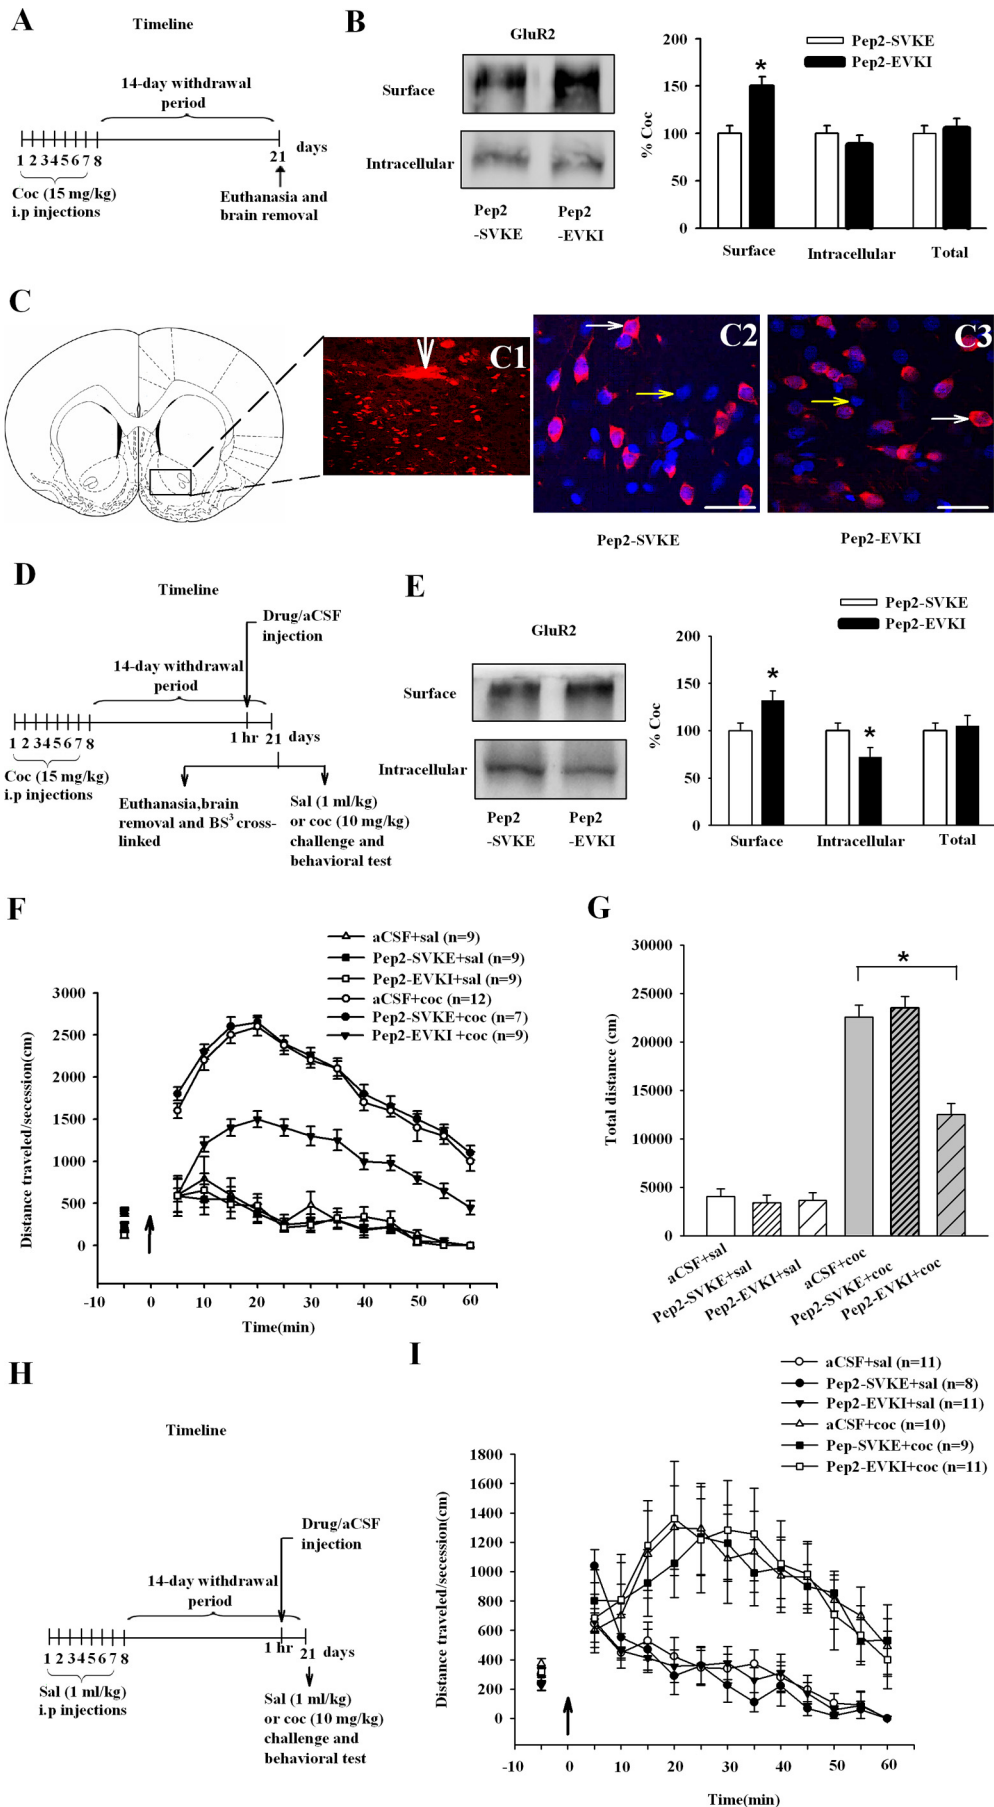 A
Timeline
14-day withdrawal
period
1 2 3 4 5 6 7 8
21
days
Coc (15 mg/kg)
i.p injections
Euthanasia and
brain removal
B
GluR2
Surface
Intracellular
Pep2
-SVKE
Pep2
-EVKI
Pep2-SVKE
Pep2-EVKI
% Coc
200
150
100
50
0
*
Surface
Intracellular
Total
C
C1
C2
C3
Pep2-SVKE
Pep2-EVKI
D
Timeline
Drug/aCSF
injection
14-day withdrawal
period
1 2 3 4 5 6 7 8
1 hr
21
days
Coc (15 mg/kg)
i.p injections
Euthanasia,brain
removal and BS³ cross-
linked
Sal (1 ml/kg)
or coc (10 mg/kg)
challenge and
behavioral test
E
GluR2
Surface
Intracellular
Pep2
-SVKE
Pep2
-EVKI
Pep2-SVKE
Pep2-EVKI
% Coc
200
150
100
50
0
*
*
Surface
Intracellular
Total
F
aCSF+sal (n=9)
Pep2-SVKE+sal (n=9)
Pep2-EVKI+sal (n=9)
aCSF+coc (n=12)
Pep2-SVKE+coc (n=7)
Pep2-EVKI +coc (n=9)
Distance traveled/secession(cm)
3000
2500
2000
1500
1000
500
0
-10 0 10 20 30 40 50 60
Time(min)
G
Total distance (cm)
30000
25000
20000
15000
10000
5000
0
*
aCSF+sal
Pep2-SVKE+sal
Pep2-EVKI+sal
aCSF+coc
Pep2-SVKE+coc
Pep2-EVKI+coc
H
Timeline
Drug/aCSF
injection
14-day withdrawal
period
1 2 3 4 5 6 7 8
1 hr
21
days
Sal (1 ml/kg)
i.p injections
Sal (1 ml/kg)
or coc (10 mg/kg)
challenge and
behavioral test
I
aCSF+sal (n=11)
Pep2-SVKE+sal (n=8)
Pep2-EVKI+sal (n=11)
aCSF+coc (n=10)
Pep-SVKE+coc (n=9)
Pep2-EVKI+coc (n=11)
Distance traveled/secession(cm)
1800
1600
1400
1200
1000
800
600
400
200
0
-10 0 10 20 30 40 50 60
Time(min)